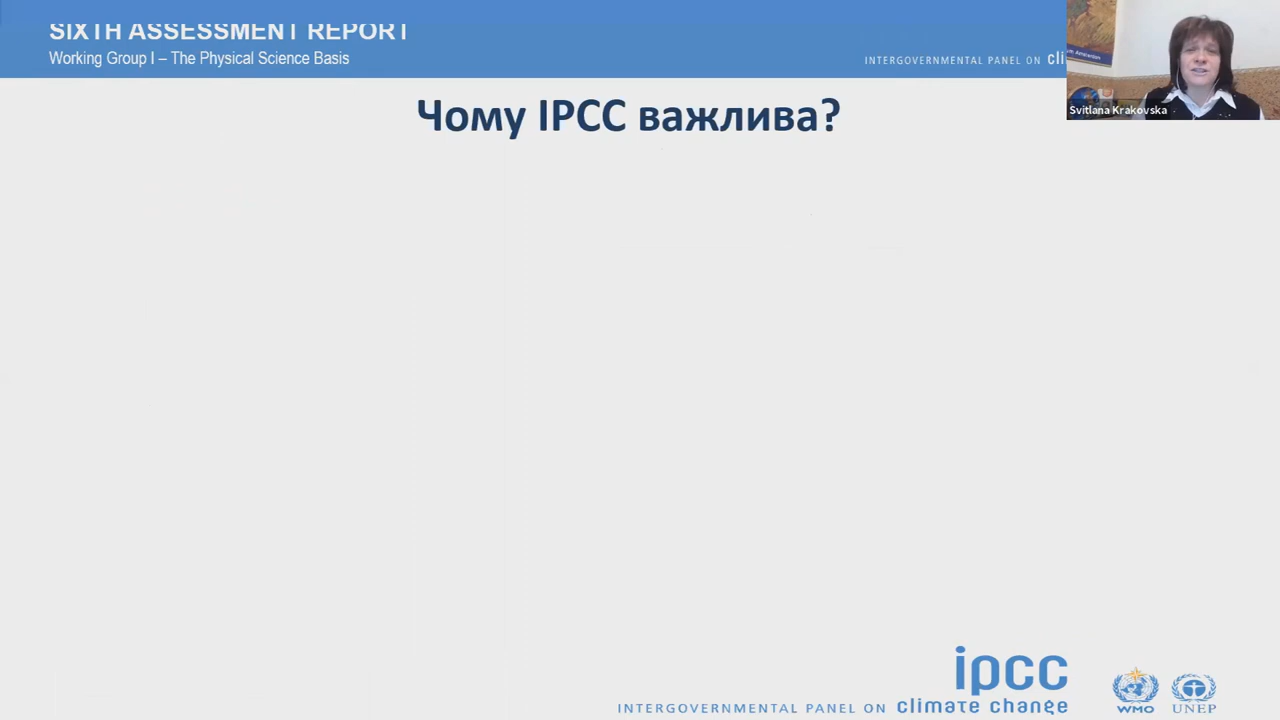 SIXTH ASSESSMENT REPORT
Working Group I – The Physical Science Basis
INTERGOVERNMENTAL PANEL ON cli
Svitlana Krakovska
Чому IPCC важлива?
ipcc
INTERGOVERNMENTAL PANEL ON climate change
WMO
UNEP